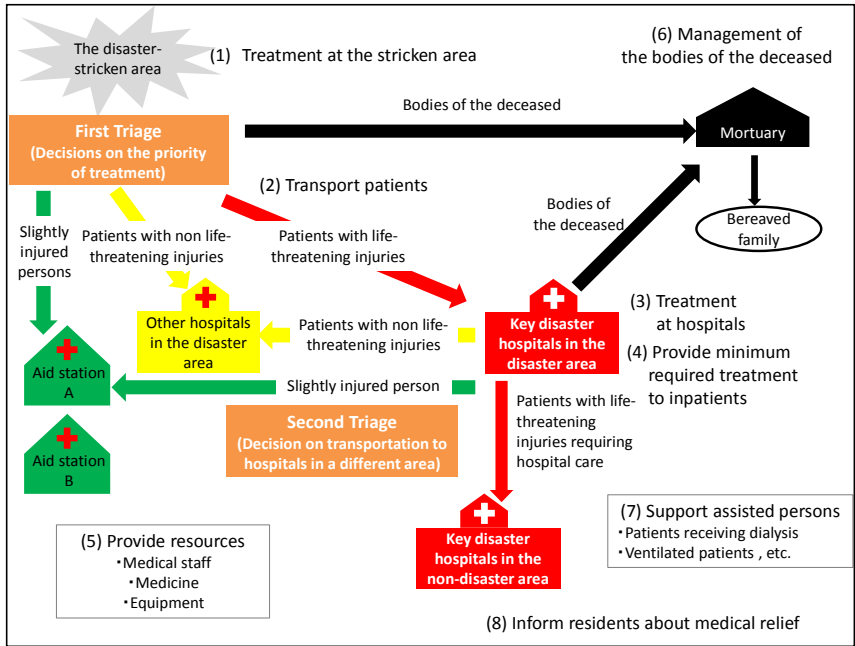 The disaster-
stricken area
(1) Treatment at the stricken area
(6) Management of
the bodies of the deceased
Bodies of the deceased
Mortuary
First Triage
(Decisions on the priority
of treatment)
(2) Transport patients
Bodies of
the deceased
Bereaved
family
Slightly
injured
persons
Patients with non life-
threatening injuries
Patients with life-
threatening injuries
Other hospitals
in the disaster
area
Patients with non life-
threatening injuries
Key disaster
hospitals in the
disaster area
(3) Treatment
at hospitals
(4) Provide minimum
required treatment
to inpatients
Aid station
A
Slightly injured person
Second Triage
(Decision on transportation to
hospitals in a different area)
Patients with life-
threatening
injuries requiring
hospital care
Aid station
B
Key disaster
hospitals in the
non-disaster area
(5) Provide resources
・Medical staff
・Medicine
・Equipment
(7) Support assisted persons
・Patients receiving dialysis
・Ventilated patients , etc.
(8) Inform residents about medical relief